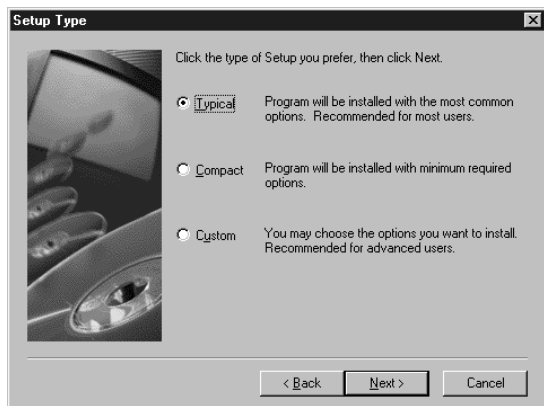 Setup Type
Click the type of Setup you prefer, then click Next.
Typical
Program will be installed with the most common
options. Recommended for most users.
Compact
Program will be installed with minimum required
options.
Custom
You may choose the options you want to install.
Recommended for advanced users.
< Back
Next >
Cancel